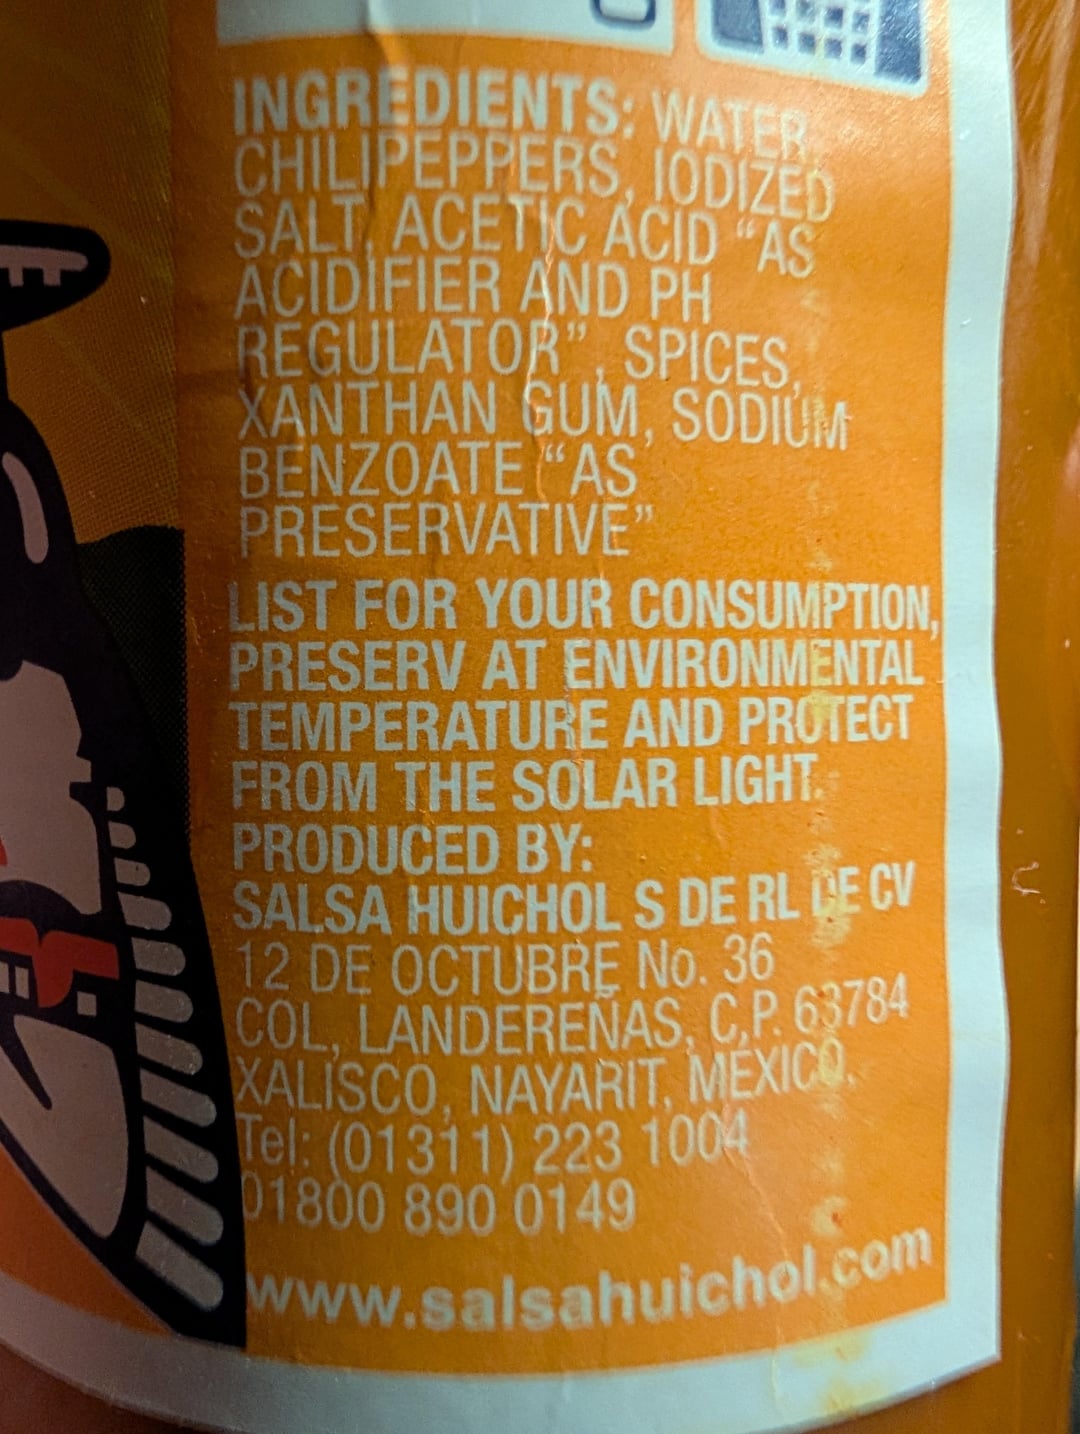 INGREDIENTS: WATER,
CHILIPEPPERS, IODIZED
SALT, ACETIC ACID “AS
ACIDIFIER AND PH
REGULATOR” , SPICES,
XANTHAN GUM, SODIUM
BENZOATE “AS
PRESERVATIVE”
LIST FOR YOUR CONSUMPTION,
PRESERV AT ENVIRONMENTAL
TEMPERATURE AND PROTECT
FROM THE SOLAR LIGHT.
PRODUCED BY:
SALSA HUICHOL S DE RL DE CV
12 DE OCTUBRE No. 36
COL, LANDEREÑAS, C,P. 63784
XALISCO, NAYARIT, MÉXICO.
Tel: (01311) 223 1004
01800 890 0149
www.salsahuichol.com